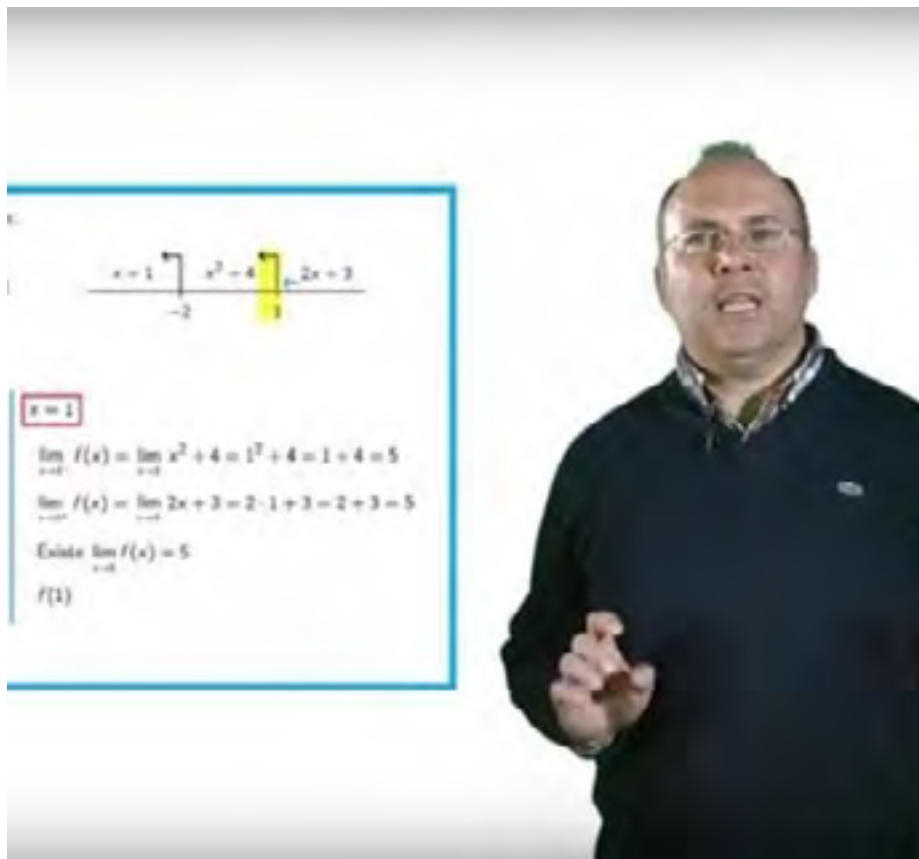 x − 1 x² − 4 2x − 3
−2 1
x = 1
lim f(x) = lim x² + 4 = 1² + 4 = 1 + 4 = 5
lim f(x) = lim 2x + 3 = 2 · 1 + 3 = 2 + 3 = 5
Existe lim f(x) = 5
f(1)